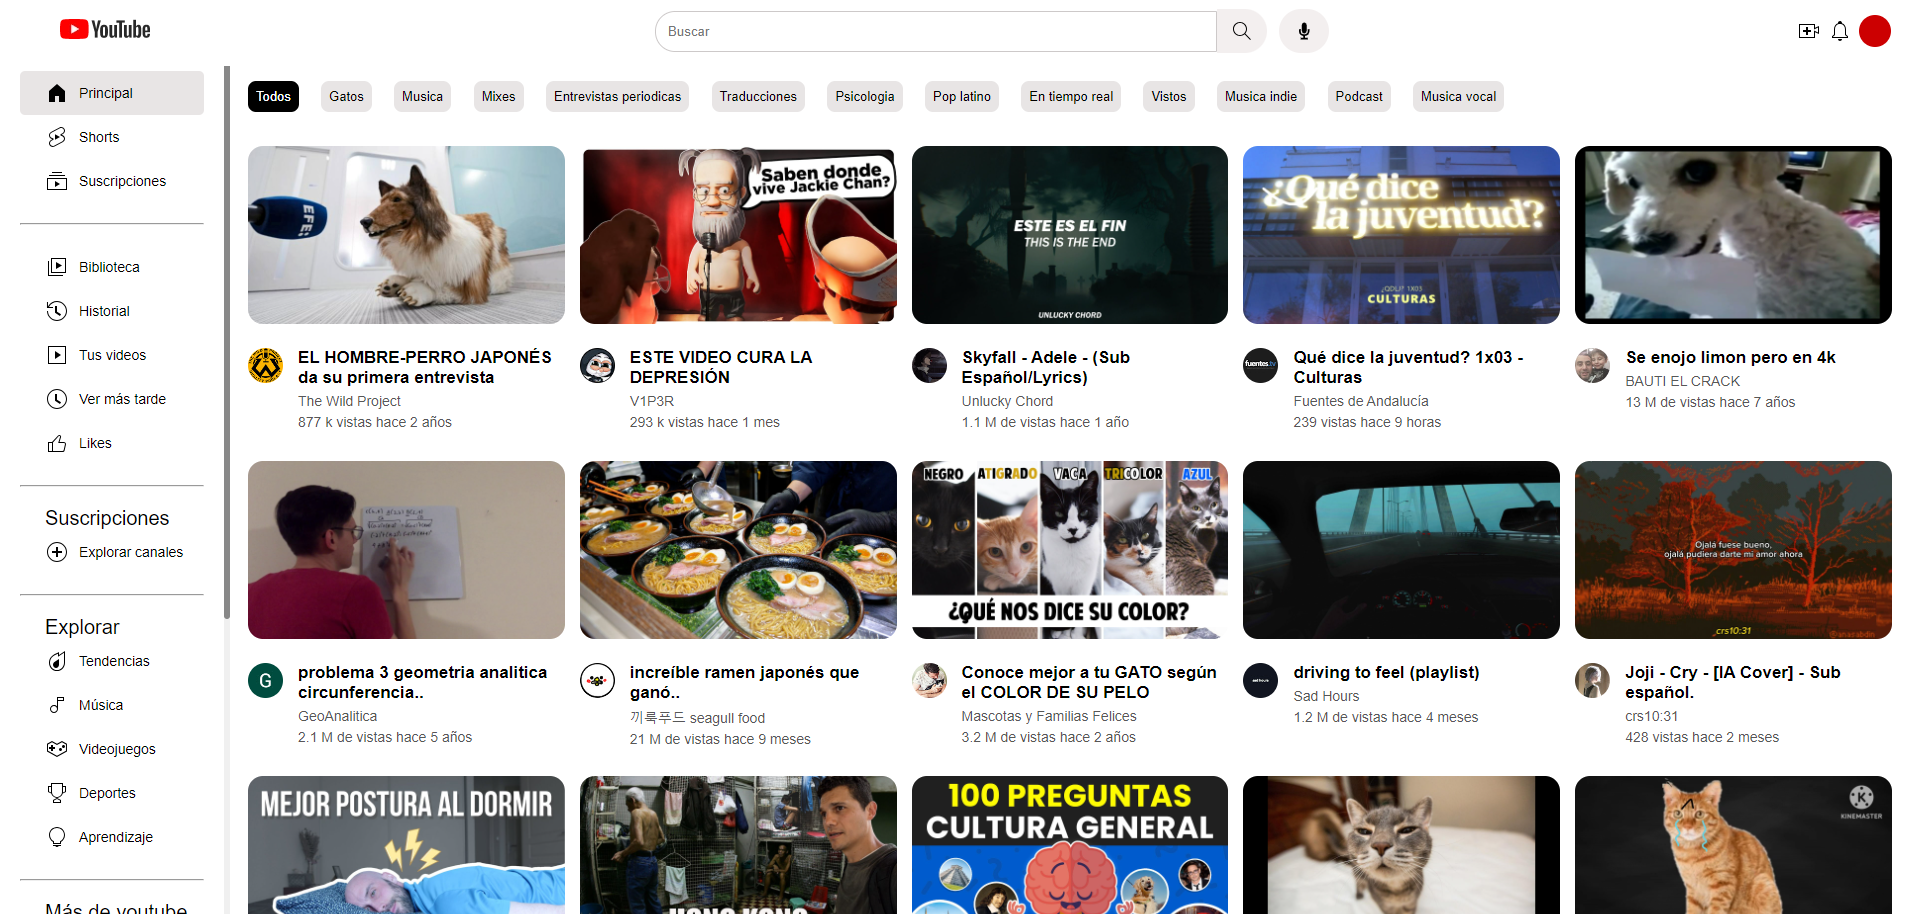 YouTube
Buscar
Principal
Shorts
Suscripciones
Biblioteca
Historial
Tus videos
Ver más tarde
Likes
Suscripciones
Explorar canales
Explorar
Tendencias
Música
Videojuegos
Deportes
Aprendizaje
Más de youtube
Todos
Gatos
Musica
Mixes
Entrevistas periodicas
Traducciones
Psicologia
Pop latino
En tiempo real
Vistos
Musica indie
Podcast
Musica vocal
EFE:
Saben donde
vive Jackie Chan?
ESTE ES EL FIN
THIS IS THE END
UNLUCKY CHORD
¿Qué dice
la juventud?
¿QDLJ? 1X03
CULTURAS
EL HOMBRE-PERRO JAPONÉS
da su primera entrevista
The Wild Project
877 k vistas hace 2 años
ESTE VIDEO CURA LA
DEPRESIÓN
V1P3R
293 k vistas hace 1 mes
Skyfall - Adele - (Sub
Español/Lyrics)
Unlucky Chord
1.1 M de vistas hace 1 año
fuentes.tv
Qué dice la juventud? 1x03 -
Culturas
Fuentes de Andalucía
239 vistas hace 9 horas
Se enojo limon pero en 4k
BAUTI EL CRACK
13 M de vistas hace 7 años
NEGRO
ATIGRADO
VACA
TRICOLOR
AZUL
¿QUÉ NOS DICE SU COLOR?
Ojalá fuese bueno,
ojalá pudiera darte mi amor ahora
crs10:31
G
problema 3 geometria analitica
circunferencia..
GeoAnalitica
2.1 M de vistas hace 5 años
increíble ramen japonés que
ganó..
끼룩푸드 seagull food
21 M de vistas hace 9 meses
Conoce mejor a tu GATO según
el COLOR DE SU PELO
Mascotas y Familias Felices
3.2 M de vistas hace 2 años
sad hours
driving to feel (playlist)
Sad Hours
1.2 M de vistas hace 4 meses
Joji - Cry - [IA Cover] - Sub
español.
crs10:31
428 vistas hace 2 meses
MEJOR POSTURA AL DORMIR
HONG KONG
100 PREGUNTAS
CULTURA GENERAL
K
KINEMASTER